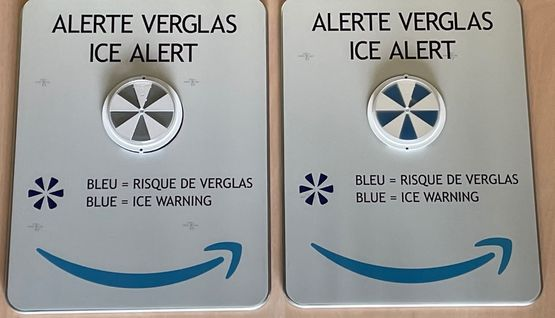 ALERTE VERGLAS
ICE ALERT
BLEU = RISQUE DE VERGLAS
BLUE = ICE WARNING
ALERTE VERGLAS
ICE ALERT
BLEU = RISQUE DE VERGLAS
BLUE = ICE WARNING